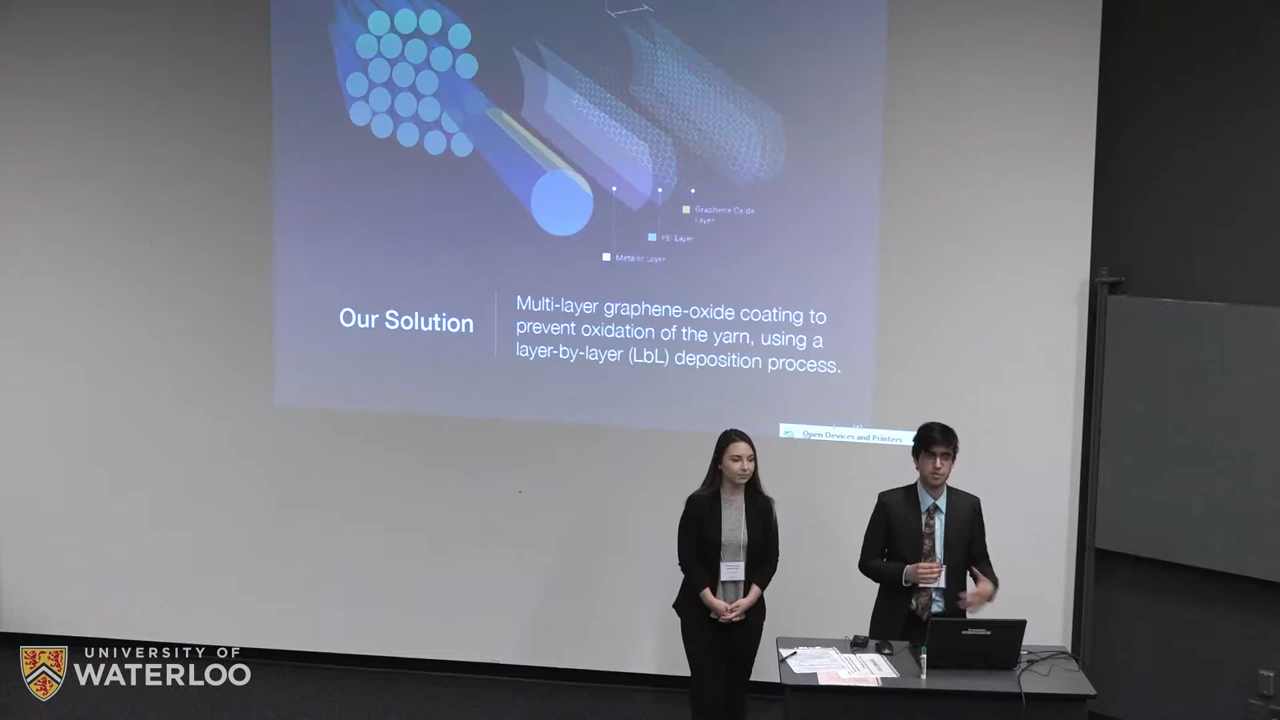 Graphene Oxide
Layer
PEI Layer
Metallic Layer
Our Solution
Multi-layer graphene-oxide coating to
prevent oxidation of the yarn, using a
layer-by-layer (LbL) deposition process.
Open Devices and Printers
UNIVERSITY OF
WATERLOO